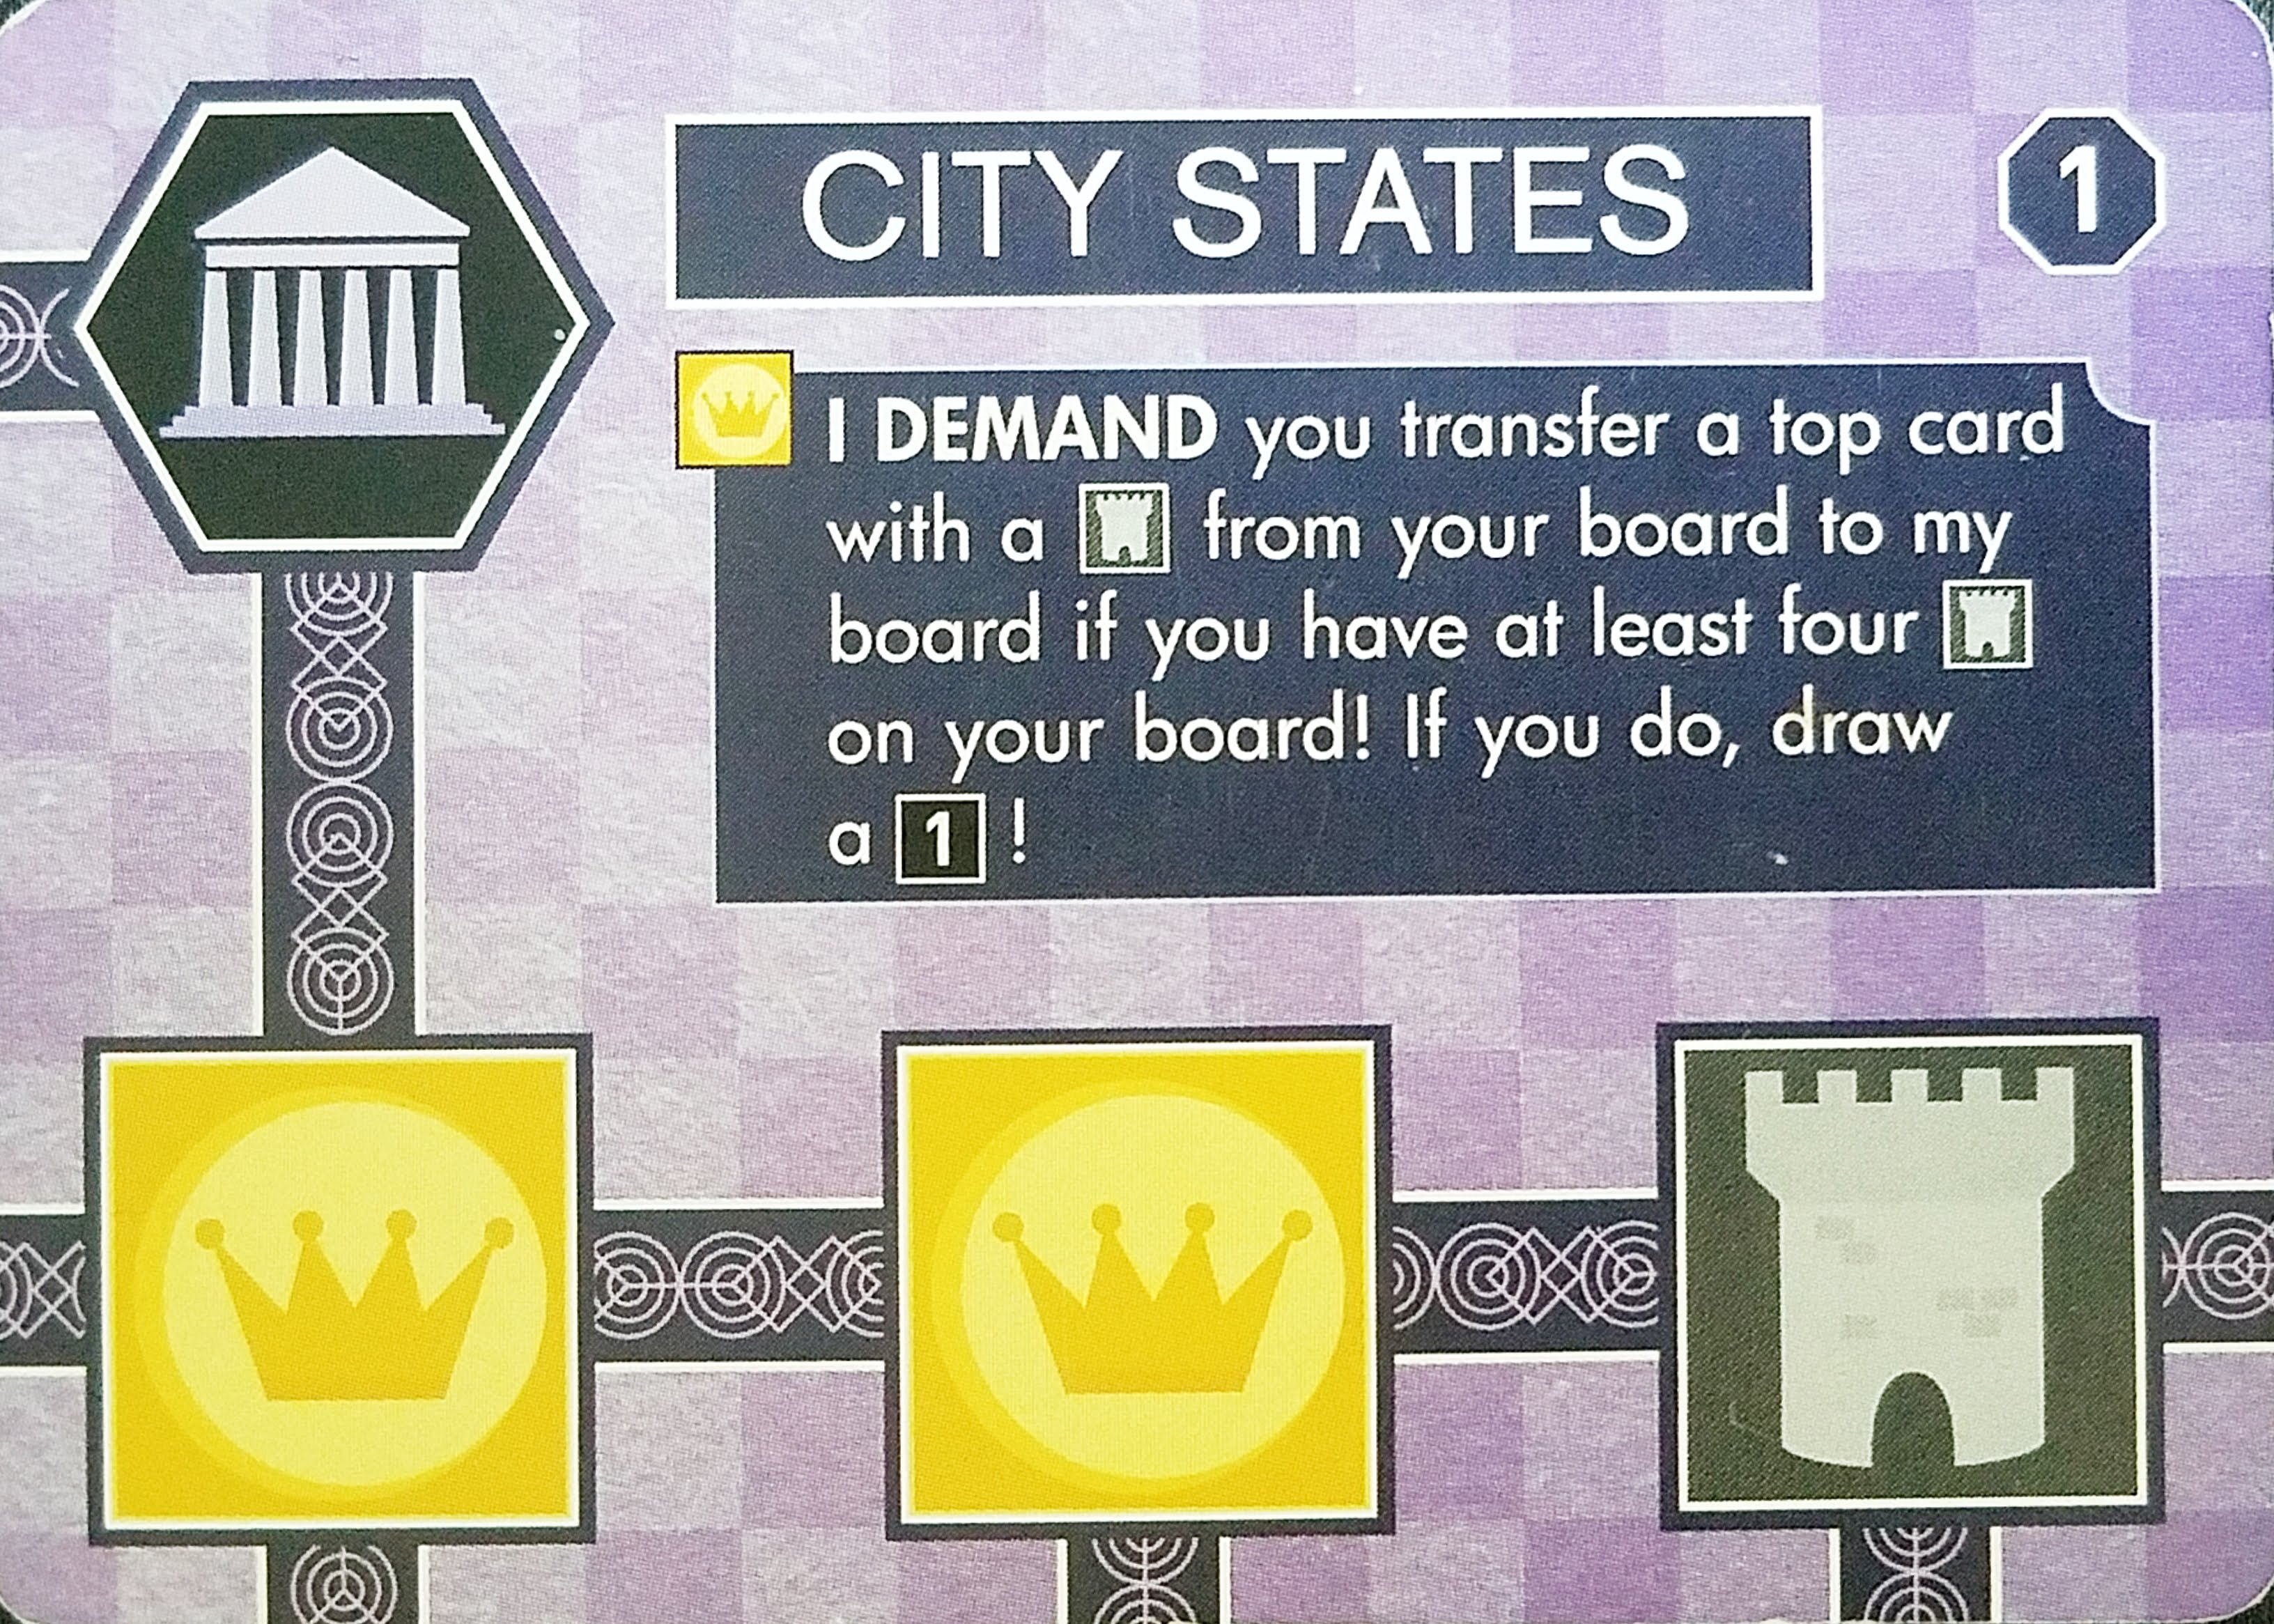 CITY STATES
1
I DEMAND you transfer a top card
with a from your board to my
board if you have at least four
on your board! If you do, draw
a 1 !